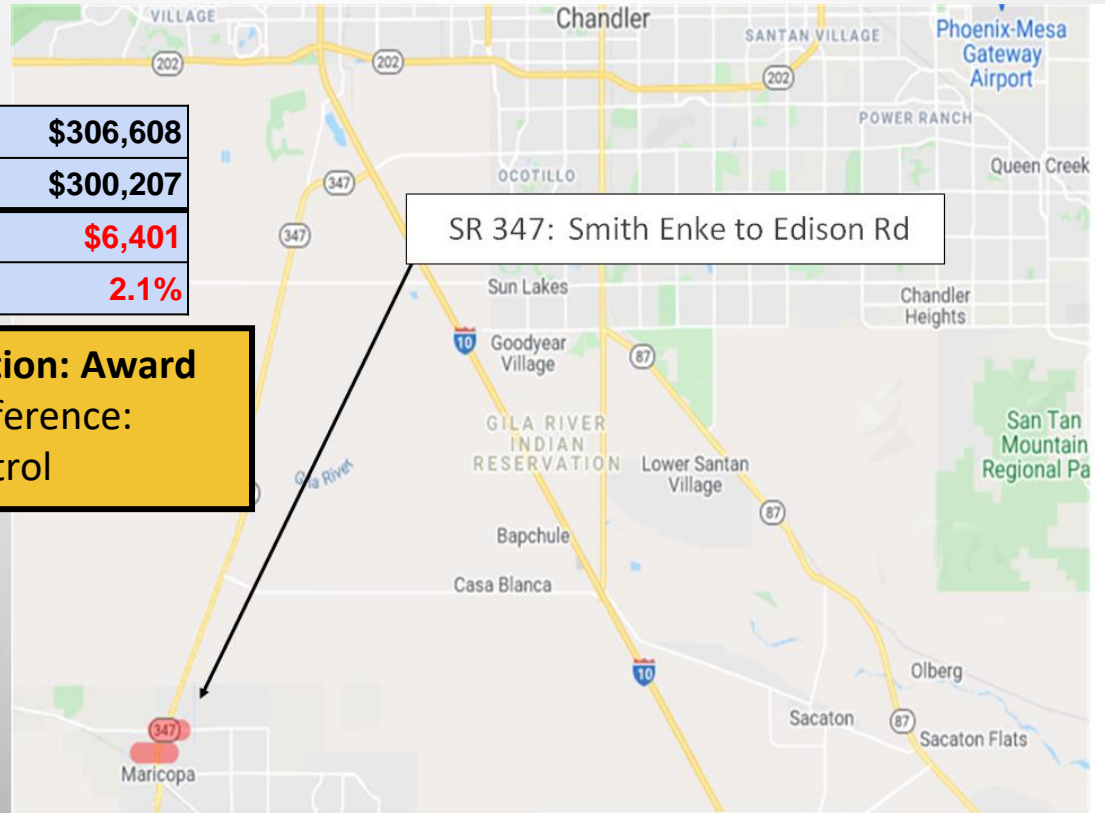 VILLAGE
Chandler
SANTAN VILLAGE
Phoenix-Mesa
Gateway
Airport
202
202
202
POWER RANCH
$306,608
$300,207
$6,401
2.1%
Queen Creek
OCOTILLO
347
347
SR 347: Smith Enke to Edison Rd
Sun Lakes
Chandler
Heights
10
Goodyear
Village
87
tion: Award
ference:
trol
GILA RIVER
INDIAN
RESERVATION
Lower Santan
Village
San Tan
Mountain
Regional Pa
Gila River
87
Bapchule
Casa Blanca
10
Olberg
Sacaton
87
Sacaton Flats
347
Maricopa